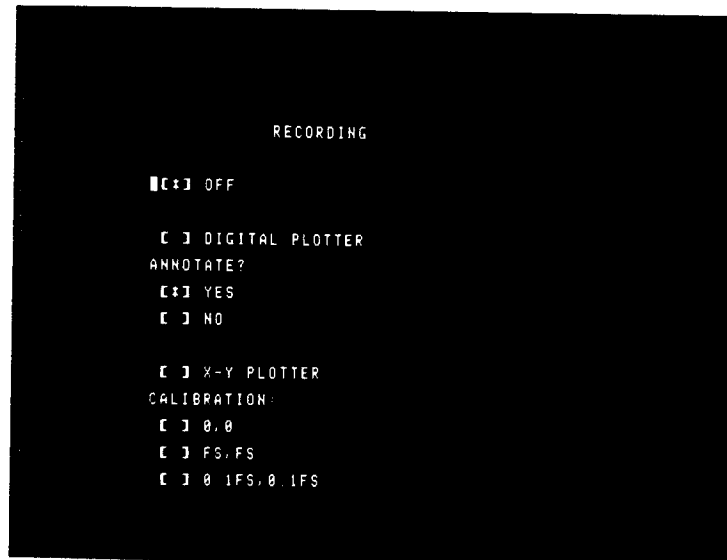 RECORDING
[*] OFF
[ ] DIGITAL PLOTTER
ANNOTATE?
[*] YES
[ ] NO
[ ] X-Y PLOTTER
CALIBRATION:
[ ] 0,0
[ ] FS,FS
[ ] 0.1FS,0.1FS